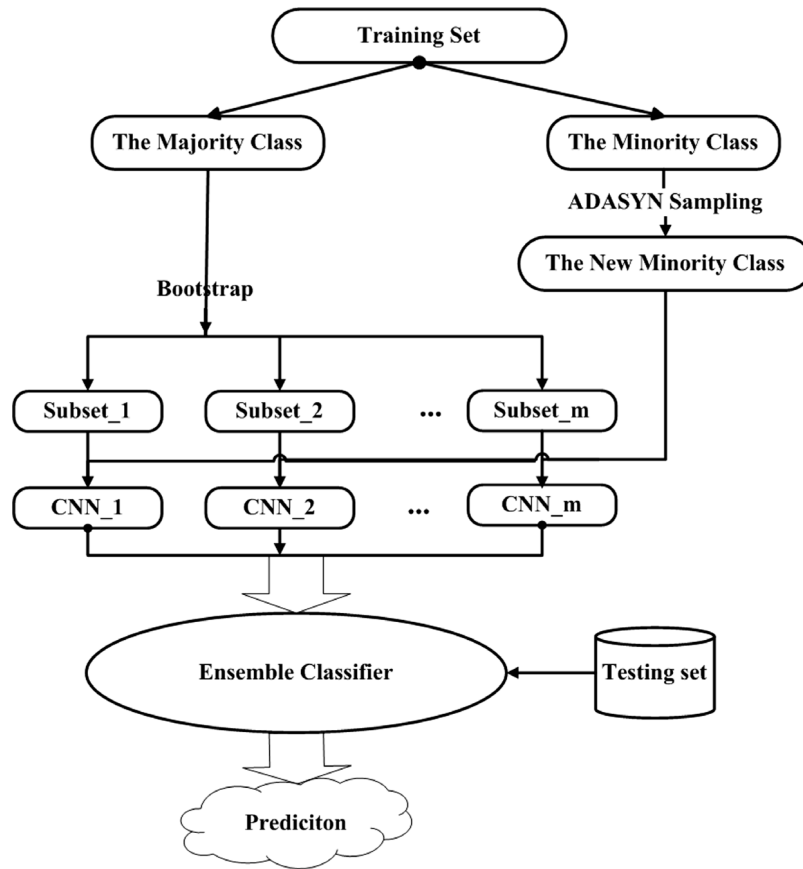 Training Set
The Majority Class
The Minority Class
ADASYN Sampling
The New Minority Class
Bootstrap
Subset_1
Subset_2
...
Subset_m
CNN_1
CNN_2
...
CNN_m
Ensemble Classifier
Testing set
Prediciton